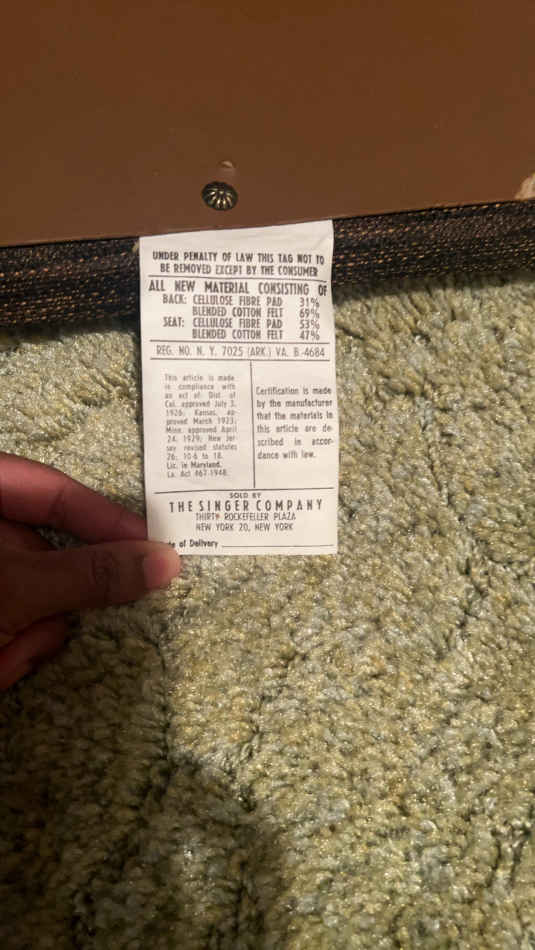 UNDER PENALTY OF LAW THIS TAG NOT TO
BE REMOVED EXCEPT BY THE CONSUMER
ALL NEW MATERIAL CONSISTING OF
BACK: CELLULOSE FIBRE PAD 31%
BLENDED COTTON FELT 69%
SEAT: CELLULOSE FIBRE PAD 53%
BLENDED COTTON FELT 47%
REG. NO. N. Y. 7025 (ARK.) VA. B-4684
This article is made
in compliance with
an act of: Dist. of
Cal. approved July 3,
1926; Kansas, ap-
proved March 1923;
Minn. approved April
24, 1929; New Jer-
sey revised statutes
26: 10-6 to 18.
Lic. in Maryland.
La. Act 467-1948.
Certification is made
by the manufacturer
that the materials in
this article are de-
scribed in accor-
dance with law.
SOLD BY
THE SINGER COMPANY
THIRTY ROCKEFELLER PLAZA
NEW YORK 20, NEW YORK
of Delivery